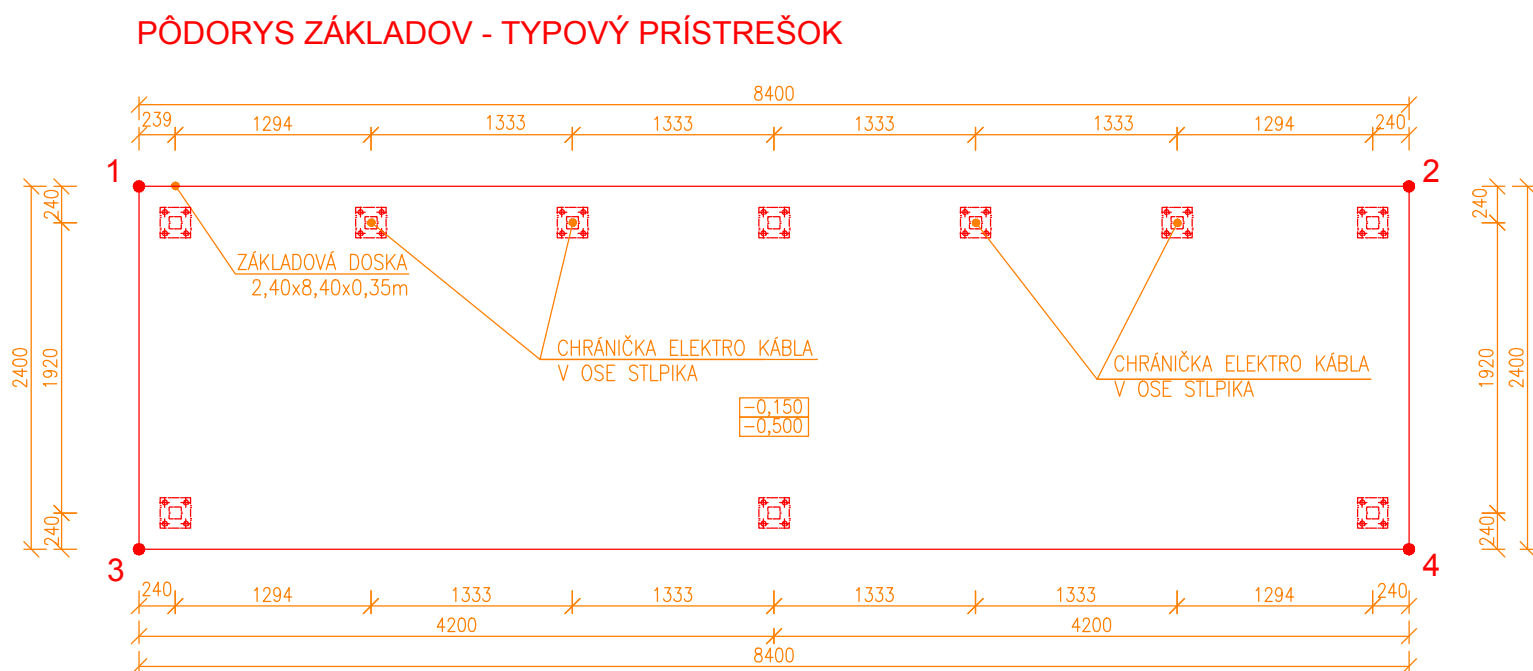 PÔDORYS ZÁKLADOV - TYPOVÝ PRÍSTREŠOK
8400
239 1294 1333 1333 1333 1333 1294 240
1 2
240 240
ZÁKLADOVÁ DOSKA
2,40x8,40x0,35m
CHRÁNIČKA ELEKTRO KÁBLA
V OSE STLPIKA
CHRÁNIČKA ELEKTRO KÁBLA
V OSE STLPIKA
2400 1920 1920 2400
-0,150
-0,500
240 240
3 4
240 1294 1333 1333 1333 1333 1294 240
4200 4200
8400